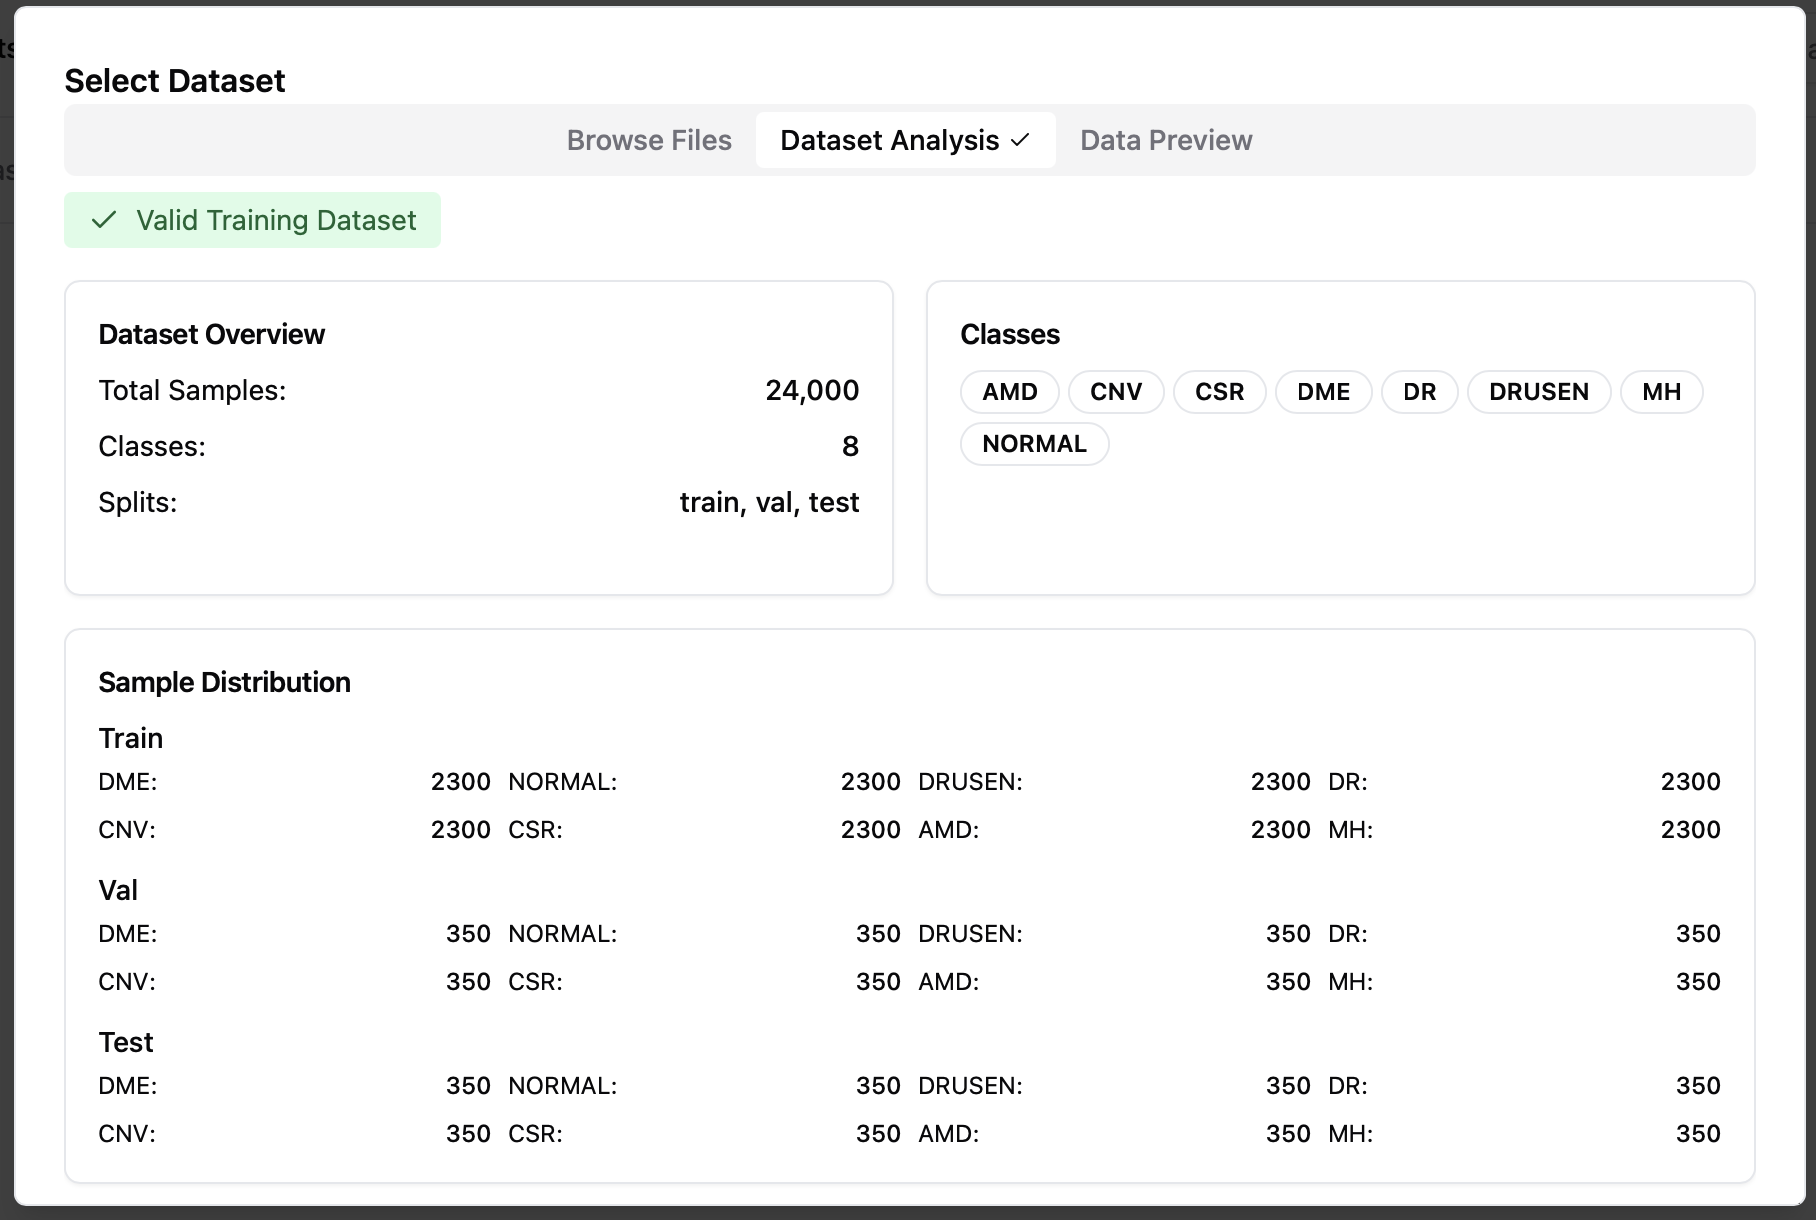 Select Dataset
Browse Files Dataset Analysis ✓ Data Preview
✓ Valid Training Dataset
Dataset Overview
Total Samples: 24,000
Classes: 8
Splits: train, val, test
Classes
AMD CNV CSR DME DR DRUSEN MH
NORMAL
Sample Distribution
Train
DME: 2300 NORMAL: 2300 DRUSEN: 2300 DR: 2300
CNV: 2300 CSR: 2300 AMD: 2300 MH: 2300
Val
DME: 350 NORMAL: 350 DRUSEN: 350 DR: 350
CNV: 350 CSR: 350 AMD: 350 MH: 350
Test
DME: 350 NORMAL: 350 DRUSEN: 350 DR: 350
CNV: 350 CSR: 350 AMD: 350 MH: 350